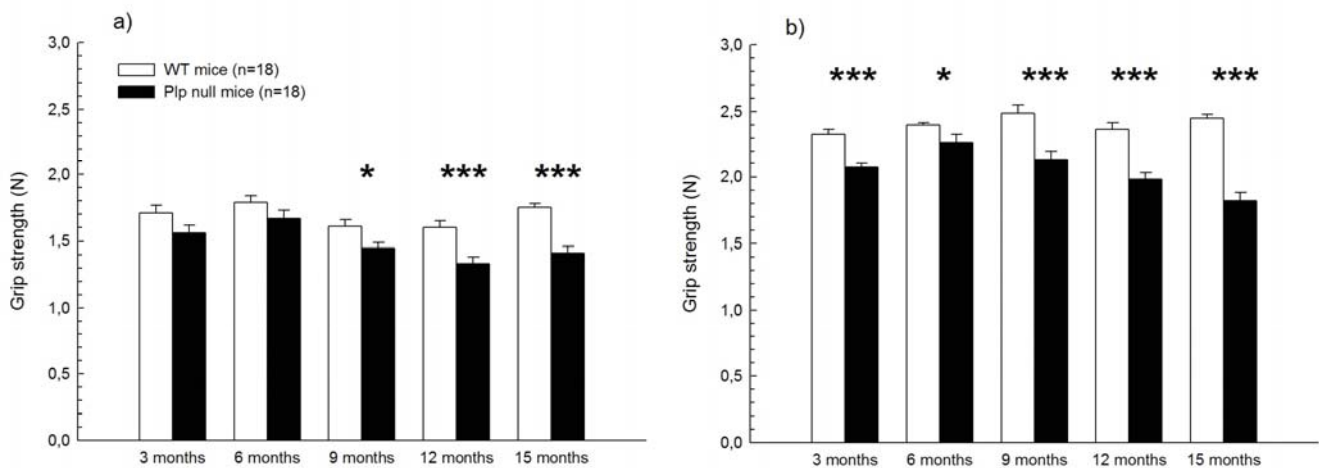 a)
3,0
WT mice (n=18)
Plp null mice (n=18)
2,5
2,0
* *** ***
1,5
1,0
0,5
0,0
Grip strength (N)
3 months 6 months 9 months 12 months 15 months
b)
3,0
*** * *** *** ***
2,5
2,0
1,5
1,0
0,5
0,0
Grip strength (N)
3 months 6 months 9 months 12 months 15 months